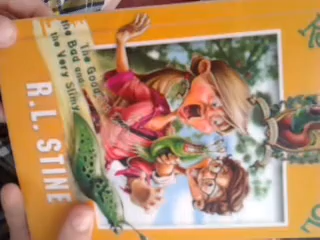 The Good,
the Bad and
the Very Slimy
R.L. STINE